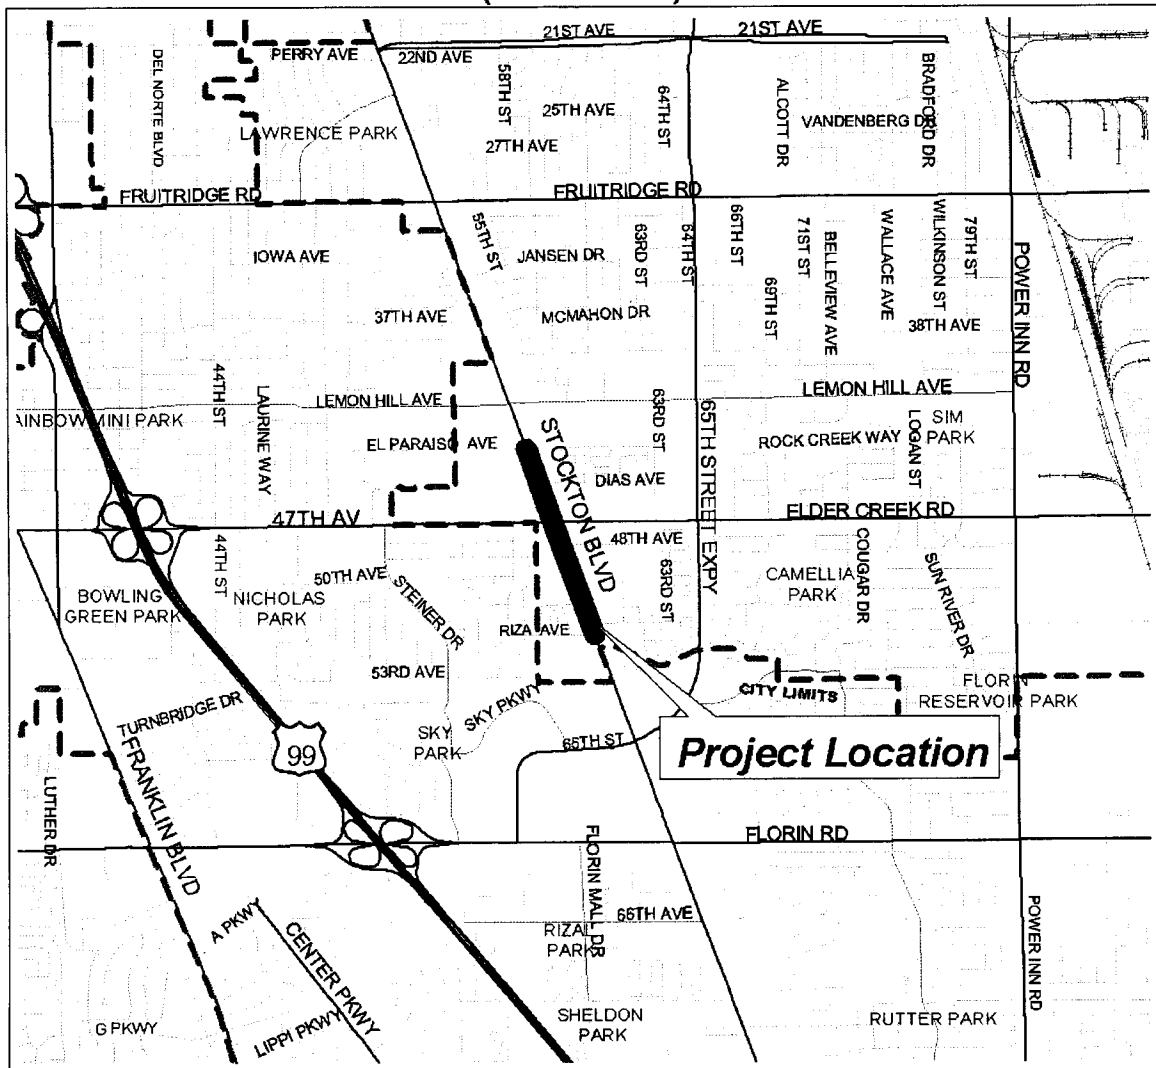 21ST AVE
21ST AVE
PERRY AVE
22ND AVE
DEL NORTE BLVD
58TH ST
25TH AVE
64TH ST
ALCOTT DR
VANDENBERG DR
BRADFORD DR
LAWRENCE PARK
27TH AVE
FRUITRIDGE RD
FRUITRIDGE RD
55TH ST
IOWA AVE
JANSEN DR
63RD ST
64TH ST
66TH ST
71ST ST
BELLEVIEW AVE
WALLACE AVE
WILKINSON ST
79TH ST
POWER INN RD
69TH ST
37TH AVE
MCMAHON DR
38TH AVE
44TH ST
LAURINE WAY
LEMON HILL AVE
LEMON HILL AVE
AINBOW MINI PARK
63RD ST
65TH STREET EXPY
STOCKTON BLVD
EL PARAISO AVE
ROCK CREEK WAY
LOGAN ST
SIM
PARK
DIAS AVE
47TH AV
ELDER CREEK RD
44TH ST
48TH AVE
COUGAR DR
SUN RIVER DR
50TH AVE
STEINER DR
63RD ST
CAMELLIA
PARK
BOWLING
GREEN PARK
NICHOLAS
PARK
RIZA AVE
53RD AVE
CITY LIMITS
FLORIN
RESERVOIR PARK
TURNBRIDGE DR
SKY PKWY
SKY
PARK
65TH ST
Project Location
99
LUTHER DR
FRANKLIN BLVD
FLORIN RD
FLORIN MALL DR
66TH AVE
A PKWY
CENTER PKWY
RIZAL
PARK
POWER INN RD
G PKWY
LIPPI PKWY
SHELDON
PARK
RUTTER PARK